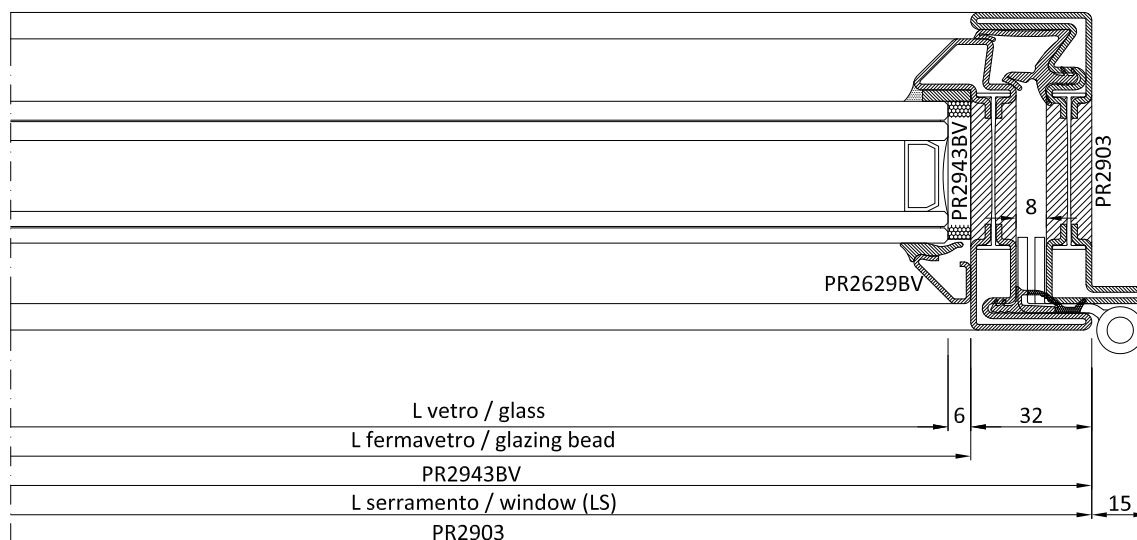 PR2943BV
PR2903
8
PR2629BV
L vetro / glass
6
32
L fermavetro / glazing bead
PR2943BV
L serramento / window (LS)
15
PR2903